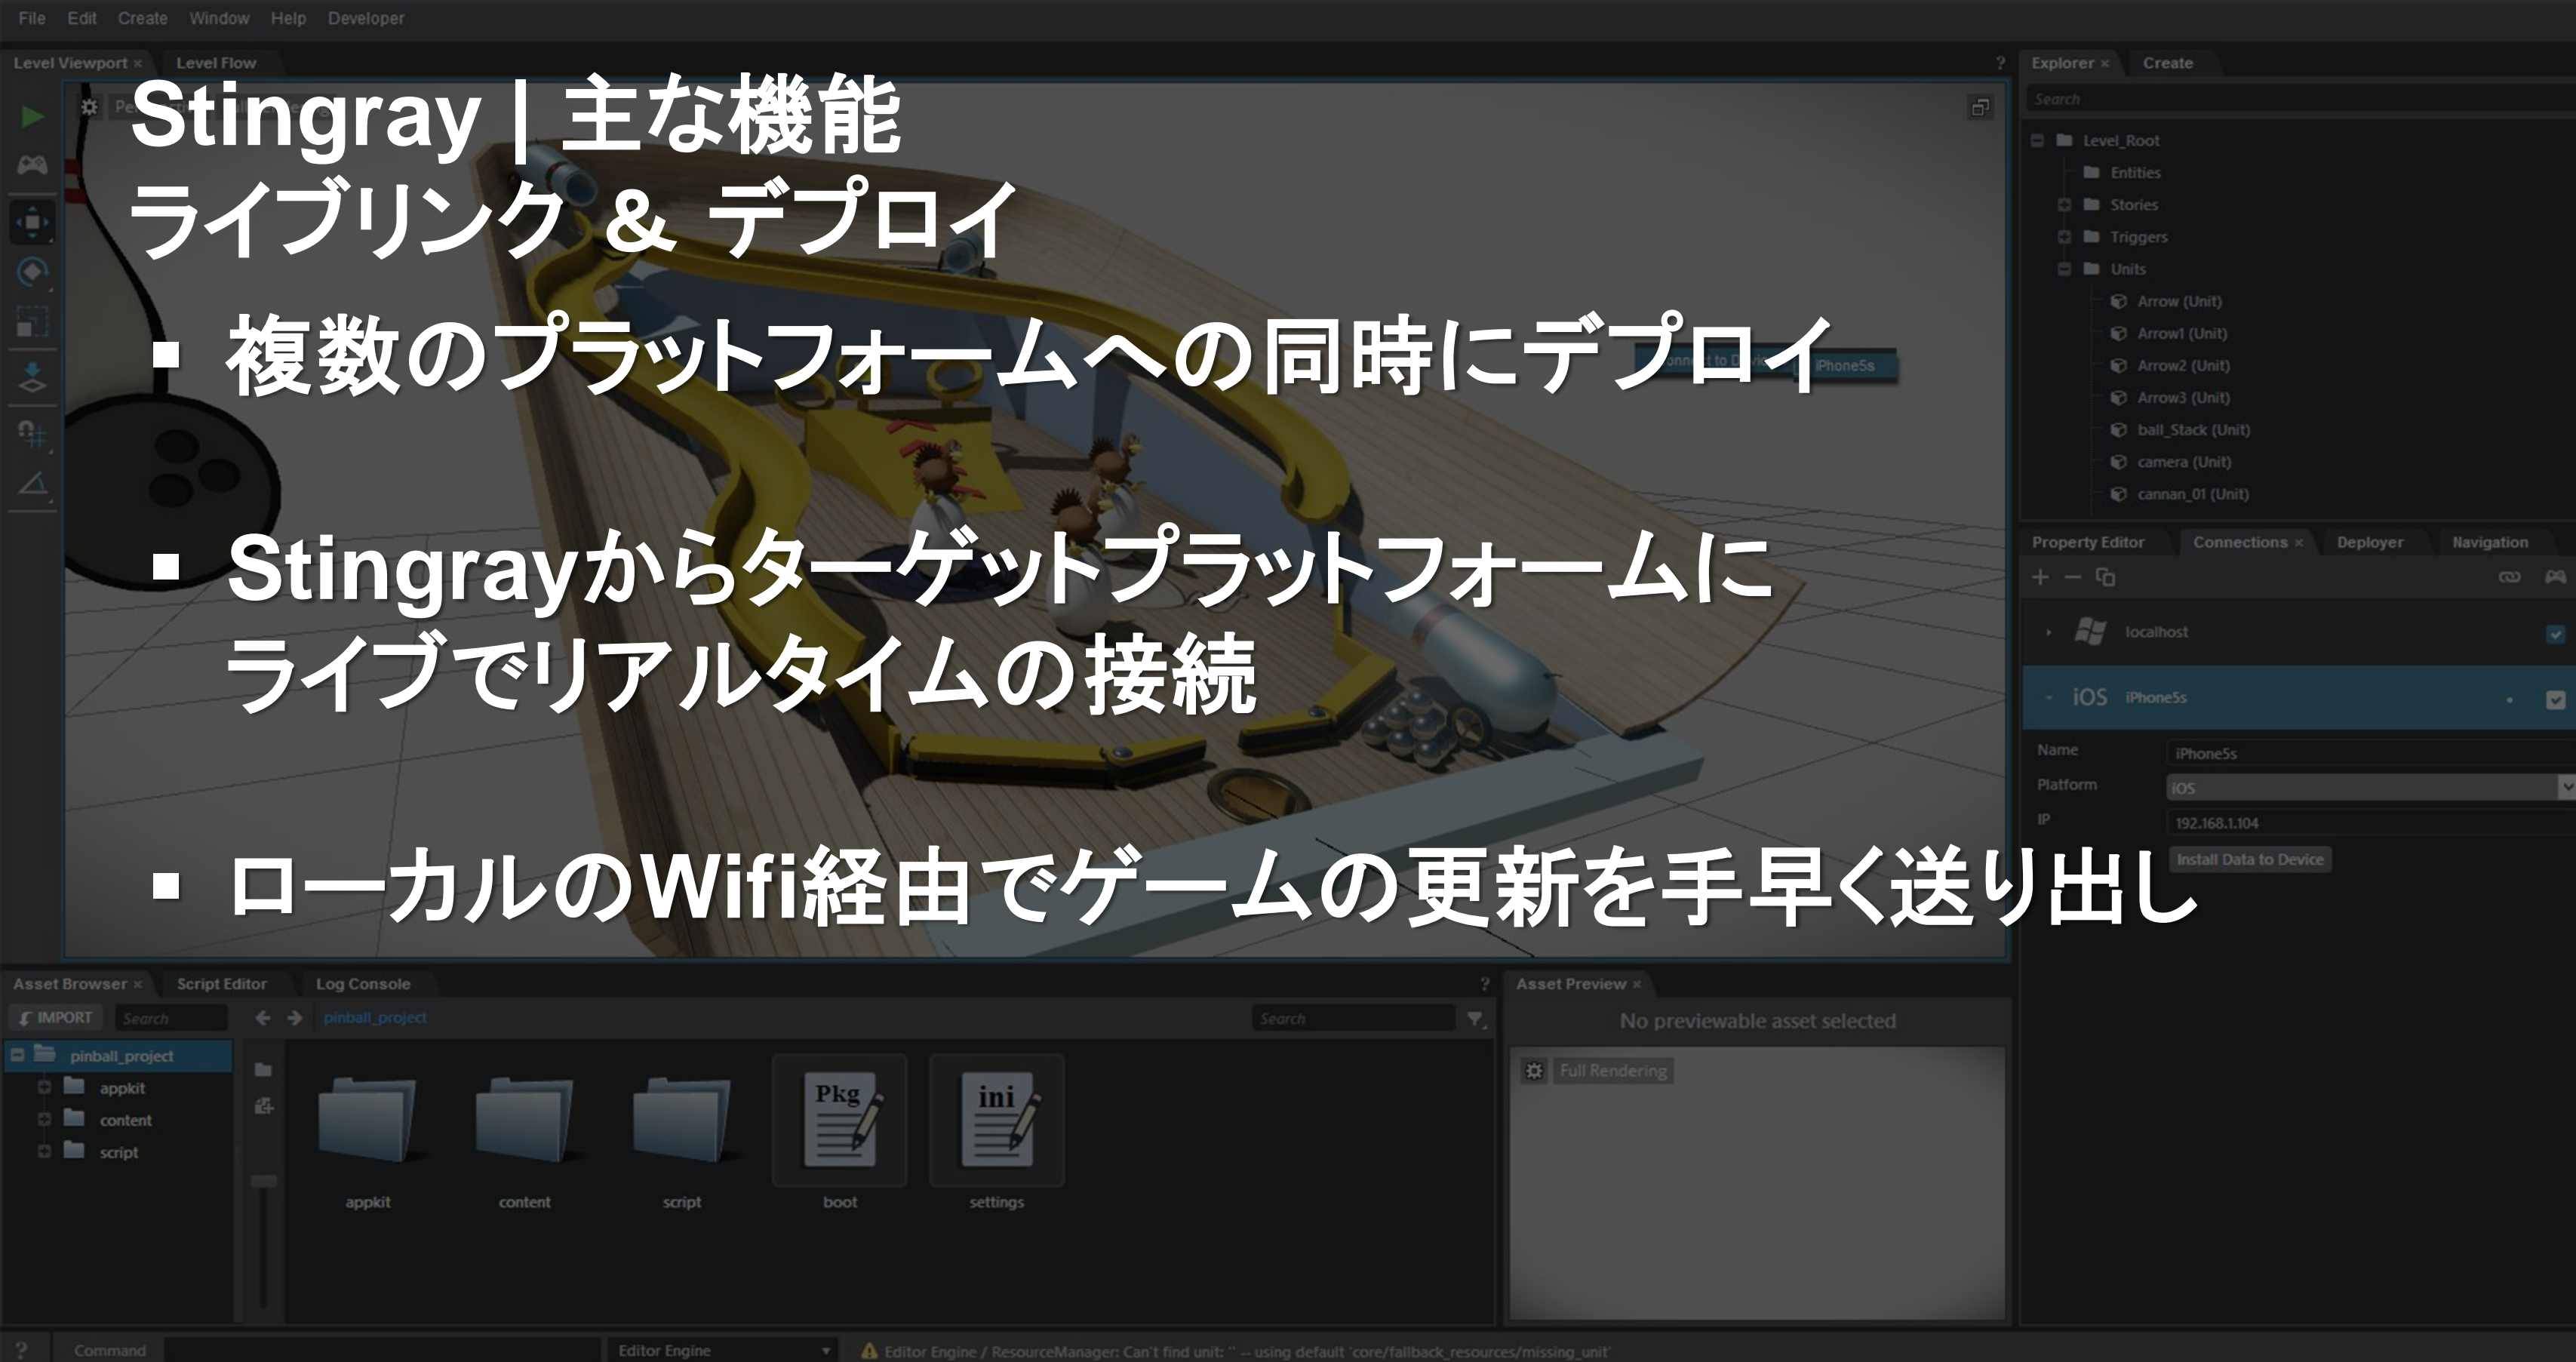 File Edit Create Window Help Developer
Level Viewport × Level Flow
Stingray | 主な機能
ライブリンク & デプロイ
▪ 複数のプラットフォームへの同時にデプロイ
iPhone5s
▪ Stingrayからターゲットプラットフォームに
ライブでリアルタイムの接続
▪ ローカルのWifi経由でゲームの更新を手早く送り出し
Explorer × Create
Search
Level_Root
Entities
Stories
Triggers
Units
Arrow (Unit)
Arrow1 (Unit)
Arrow2 (Unit)
Arrow3 (Unit)
ball_Stack (Unit)
camera (Unit)
cannan_01 (Unit)
Property Editor Connections × Deployer Navigation
localhost
iOS iPhone5s
Name iPhone5s
Platform iOS
IP 192.168.1.104
Install Data to Device
Asset Browser × Script Editor Log Console ?
IMPORT Search pinball_project Search
pinball_project
appkit
content
script
Pkg ini
appkit content script boot settings
Asset Preview ×
No previewable asset selected
Full Rendering
? Command Editor Engine Editor Engine / ResourceManager: Can't find unit: '' -- using default 'core/fallback_resources/missing_unit'